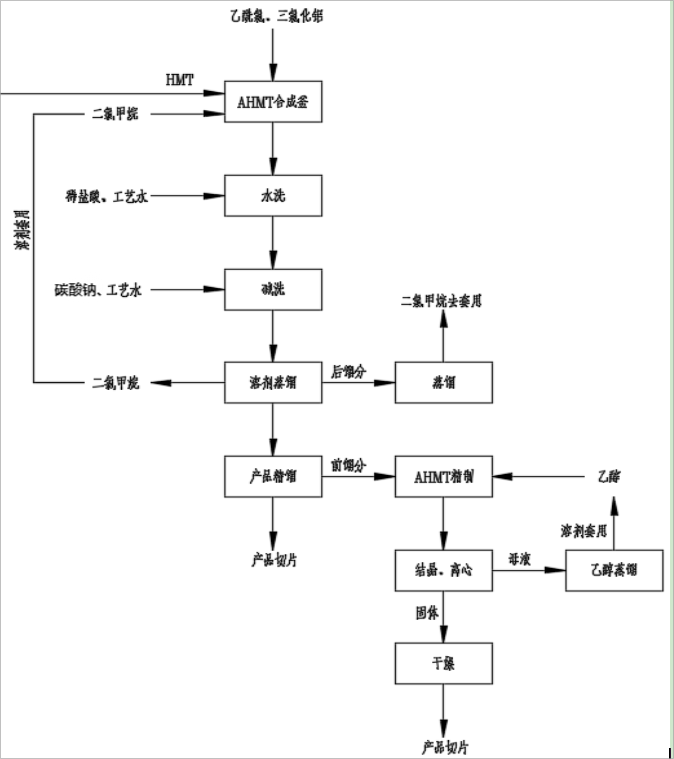 乙酰氯、三氯化铝
HMT
AHMT合成釜
二氯甲烷
水洗
稀盐酸、工艺水
溶剂套用
碱洗
碳酸钠、工艺水
二氯甲烷去套用
后馏分
溶剂蒸馏
蒸馏
二氯甲烷
前馏分
产品精馏
AHMT精制
乙醇
溶剂套用
产品切片
母液
结晶、离心
乙醇蒸馏
固体
干燥
产品切片